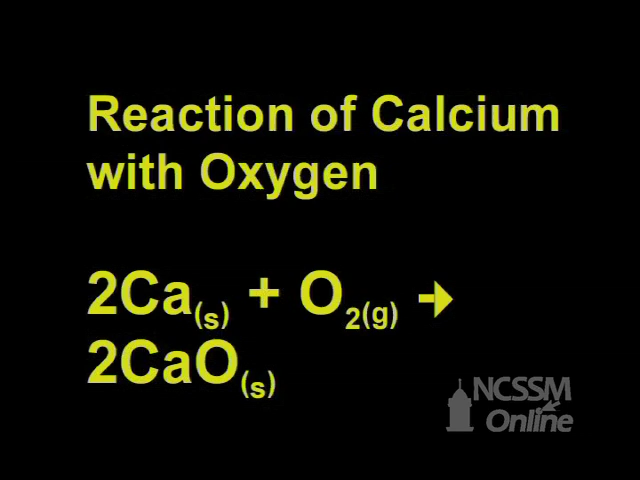 Reaction of Calcium
with Oxygen
2Ca(s) + O2(g) →
2CaO(s)
NCSSM
Online